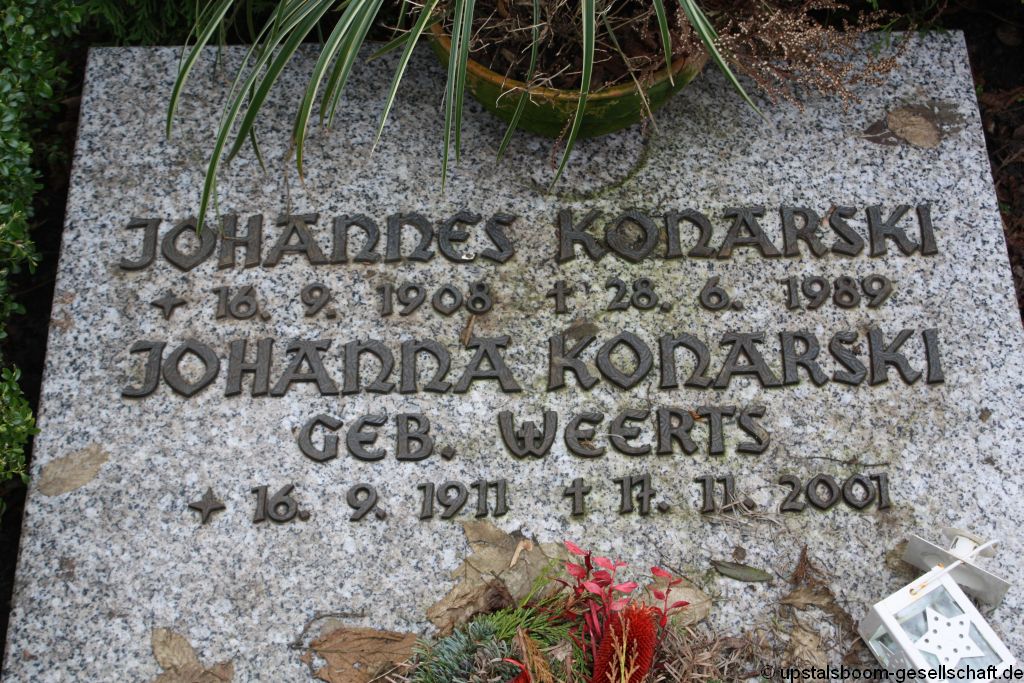 JOHANNES KONARSKI
16. 9. 1908 † 28. 6. 1989
JOHANNA KONARSKI
GEB. WEERTS
16. 9. 1911 † 17. 11. 2001
© upstalsboom-gesellschaft.de